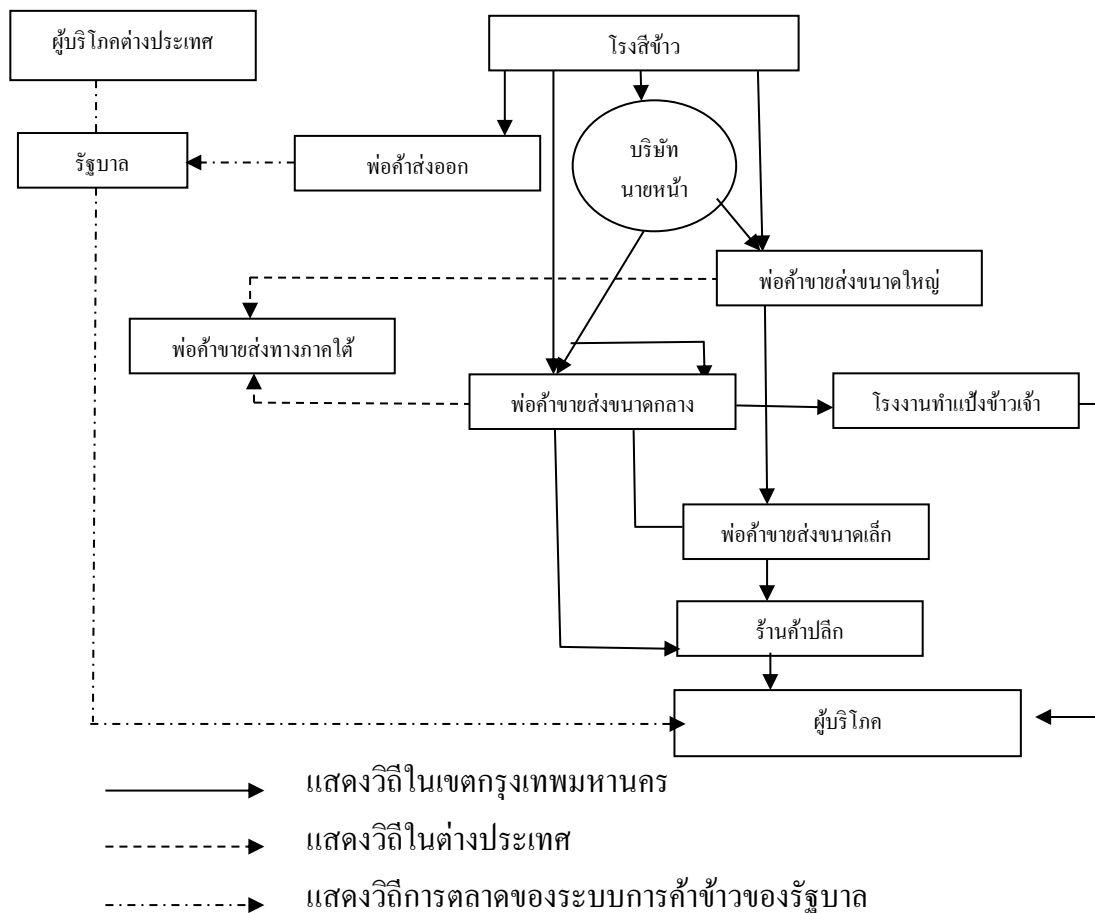 ผู้บริโภคต่างประเทศ
โรงสีข้าว
รัฐบาล
พ่อค้าส่งออก
บริษัท
นายหน้า
พ่อค้าขายส่งขนาดใหญ่
พ่อค้าขายส่งทางภาคใต้
พ่อค้าขายส่งขนาดกลาง
โรงงานทำแป้งข้าวเจ้า
พ่อค้าขายส่งขนาดเล็ก
ร้านค้าปลีก
ผู้บริโภค
แสดงวิถีในเขตกรุงเทพมหานคร
แสดงวิถีในต่างประเทศ
แสดงวิถีการตลาดของระบบการค้าข้าวของรัฐบาล